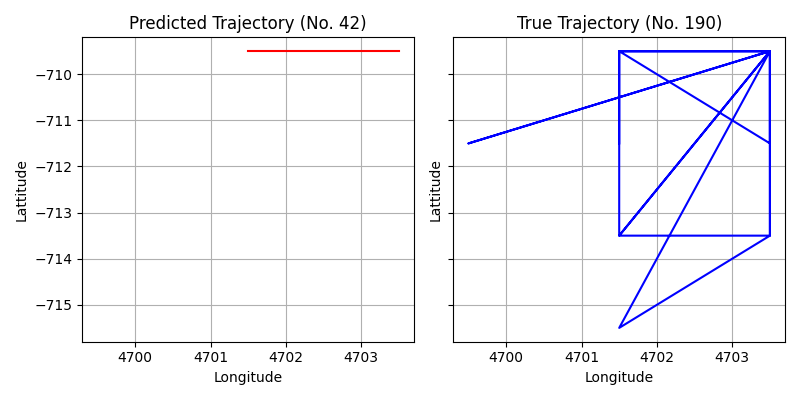 Predicted Trajectory (No. 42)
True Trajectory (No. 190)
−710
−711
−712
−713
−714
−715
Lattitude
Lattitude
4700 4701 4702 4703
4700 4701 4702 4703
Longitude
Longitude